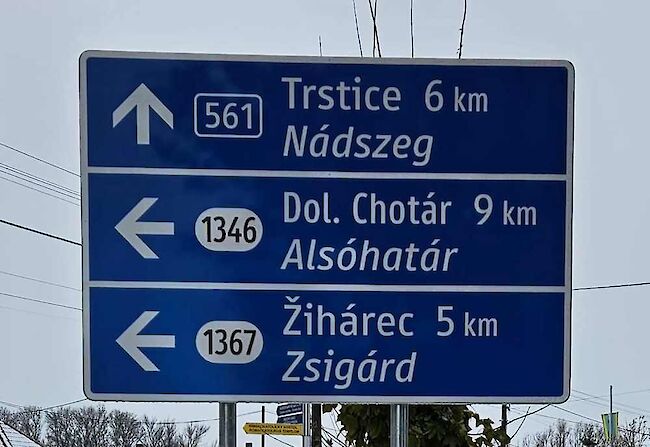 561 Trstice 6 km
Nádszeg
1346 Dol. Chotár 9 km
Alsóhatár
1367 Žihárec 5 km
Zsigárd